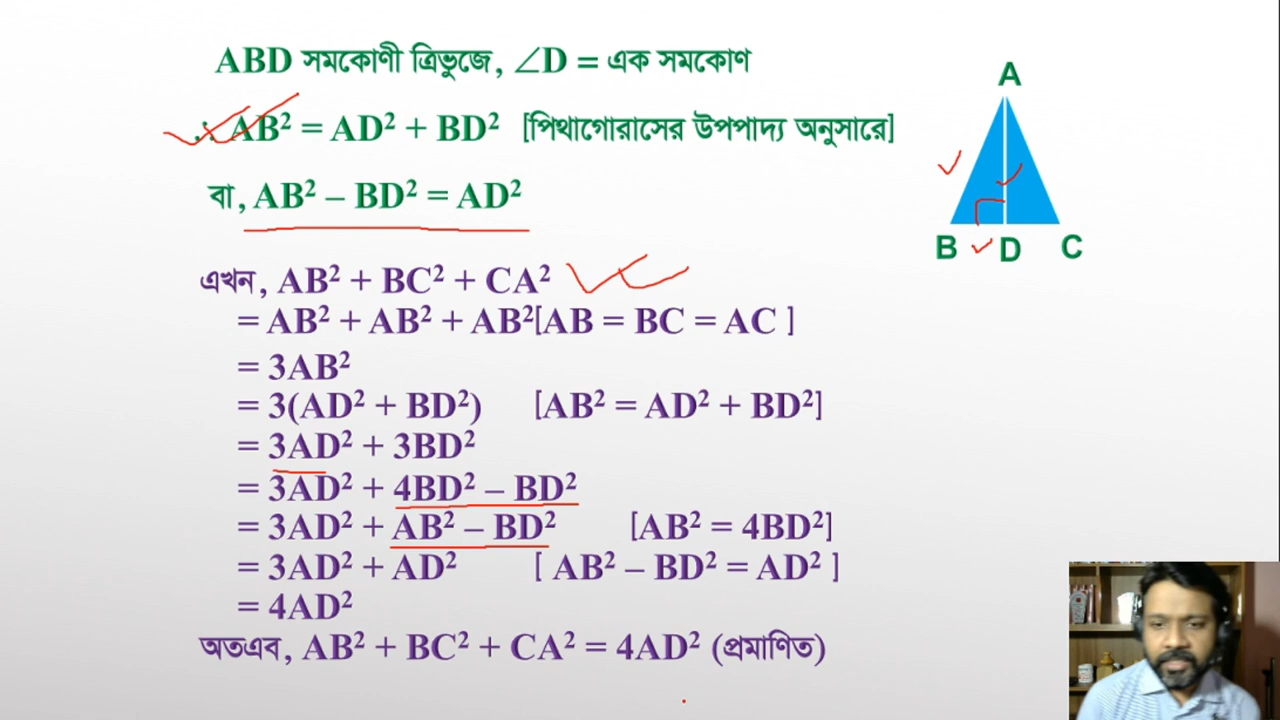 ABD সমকোণী ত্রিভুজে, ∠D = এক সমকোণ
∴ AB² = AD² + BD² [পিথাগোরাসের উপপাদ্য অনুসারে]
বা, AB² – BD² = AD²
এখন, AB² + BC² + CA²
= AB² + AB² + AB²[AB = BC = AC ]
= 3AB²
= 3(AD² + BD²) [AB² = AD² + BD²]
= 3AD² + 3BD²
= 3AD² + 4BD² – BD²
= 3AD² + AB² – BD² [AB² = 4BD²]
= 3AD² + AD² [ AB² – BD² = AD² ]
= 4AD²
অতএব, AB² + BC² + CA² = 4AD² (প্রমাণিত)
A
B D C